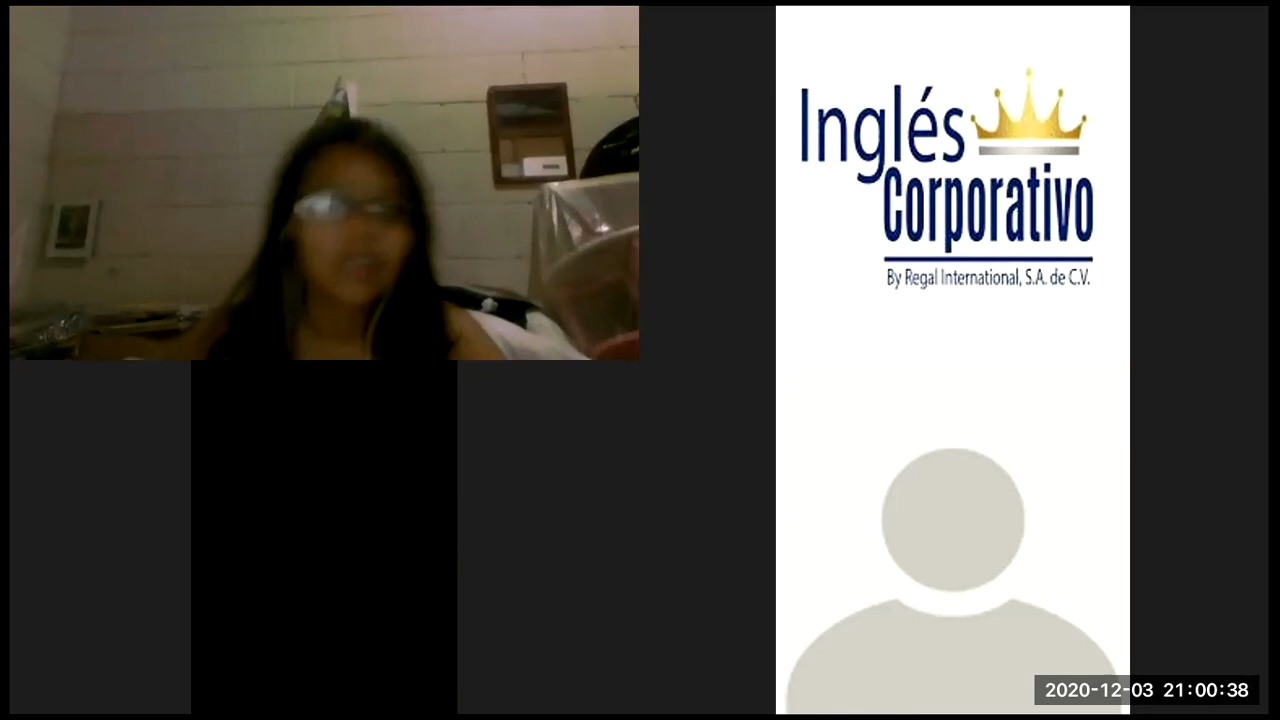 Inglés
Corporativo
By Regal International, S.A. de C.V.
2020-12-03 21:00:38